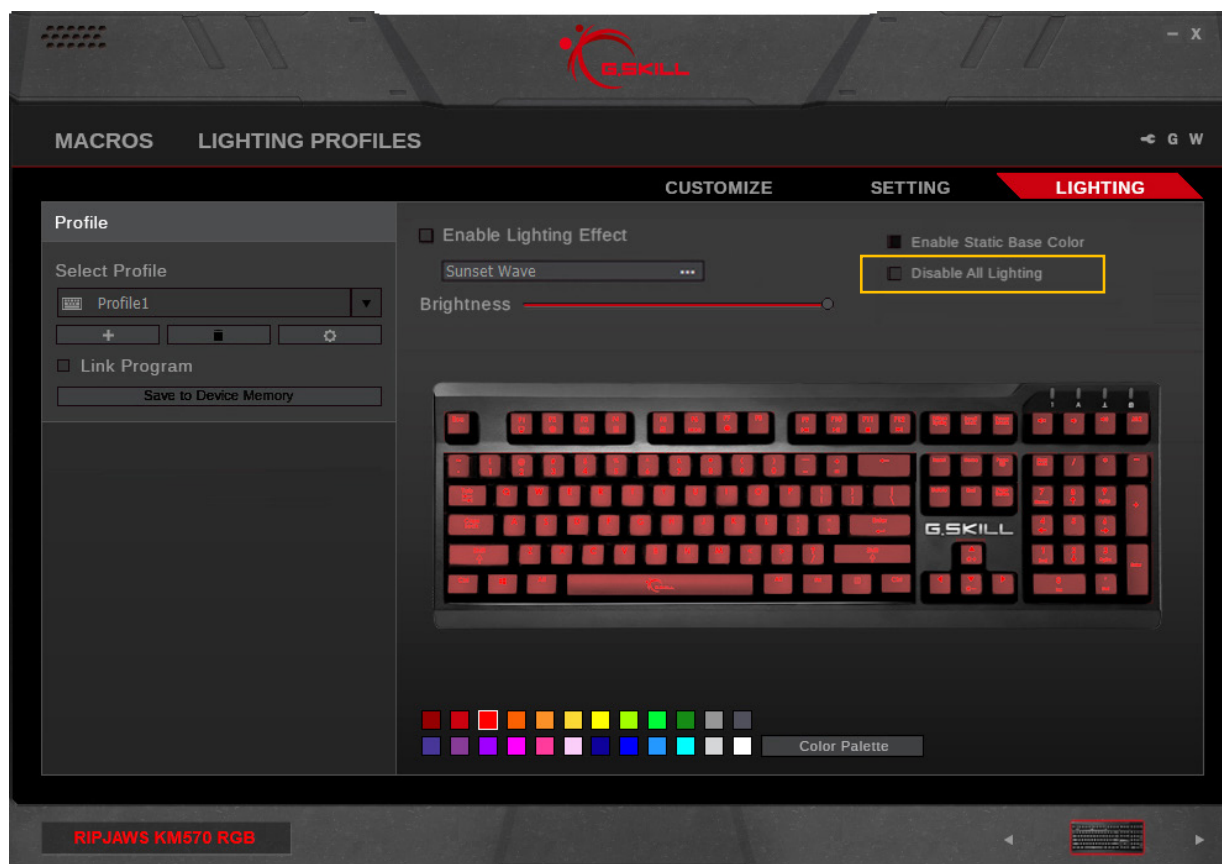 G.SKILL
– X
MACROS LIGHTING PROFILES
G W
CUSTOMIZE SETTING LIGHTING
Profile
Enable Lighting Effect
Enable Static Base Color
Select Profile
Sunset Wave ...
Disable All Lighting
Profile1
Brightness
+
Link Program
Save to Device Memory
G.SKILL
Color Palette
RIPJAWS KM570 RGB